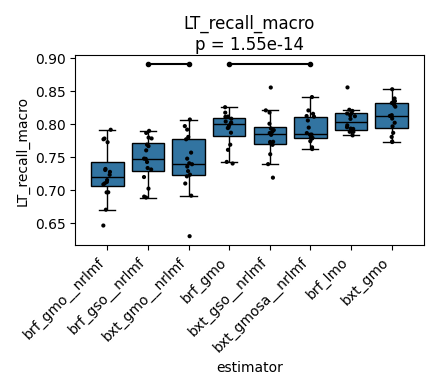 LT_recall_macro
p = 1.55e-14
LT_recall_macro
0.90
0.85
0.80
0.75
0.70
0.65
brf_gmo__nrlmf
brf_gso__nrlmf
bxt_gmo__nrlmf
brf_gmo
bxt_gso__nrlmf
bxt_gmosa__nrlmf
brf_lmo
bxt_gmo
estimator